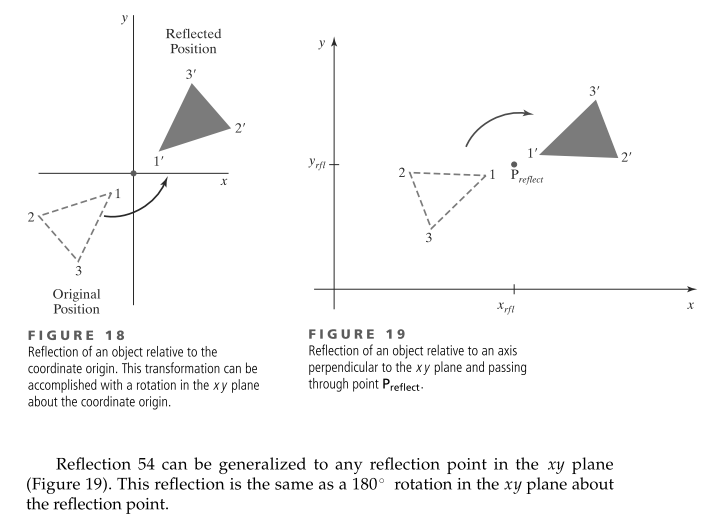 y
Reflected
Position
3′
2′
1′
x
1
2
3
Original
Position
FIGURE 18
Reflection of an object relative to the
coordinate origin. This transformation can be
accomplished with a rotation in the xy plane
about the coordinate origin.
y
3′
1′
2′
yrfl
2
1
Preflect
3
xrfl
x
FIGURE 19
Reflection of an object relative to an axis
perpendicular to the xy plane and passing
through point Preflect.
Reflection 54 can be generalized to any reflection point in the xy plane
(Figure 19). This reflection is the same as a 180° rotation in the xy plane about
the reflection point.